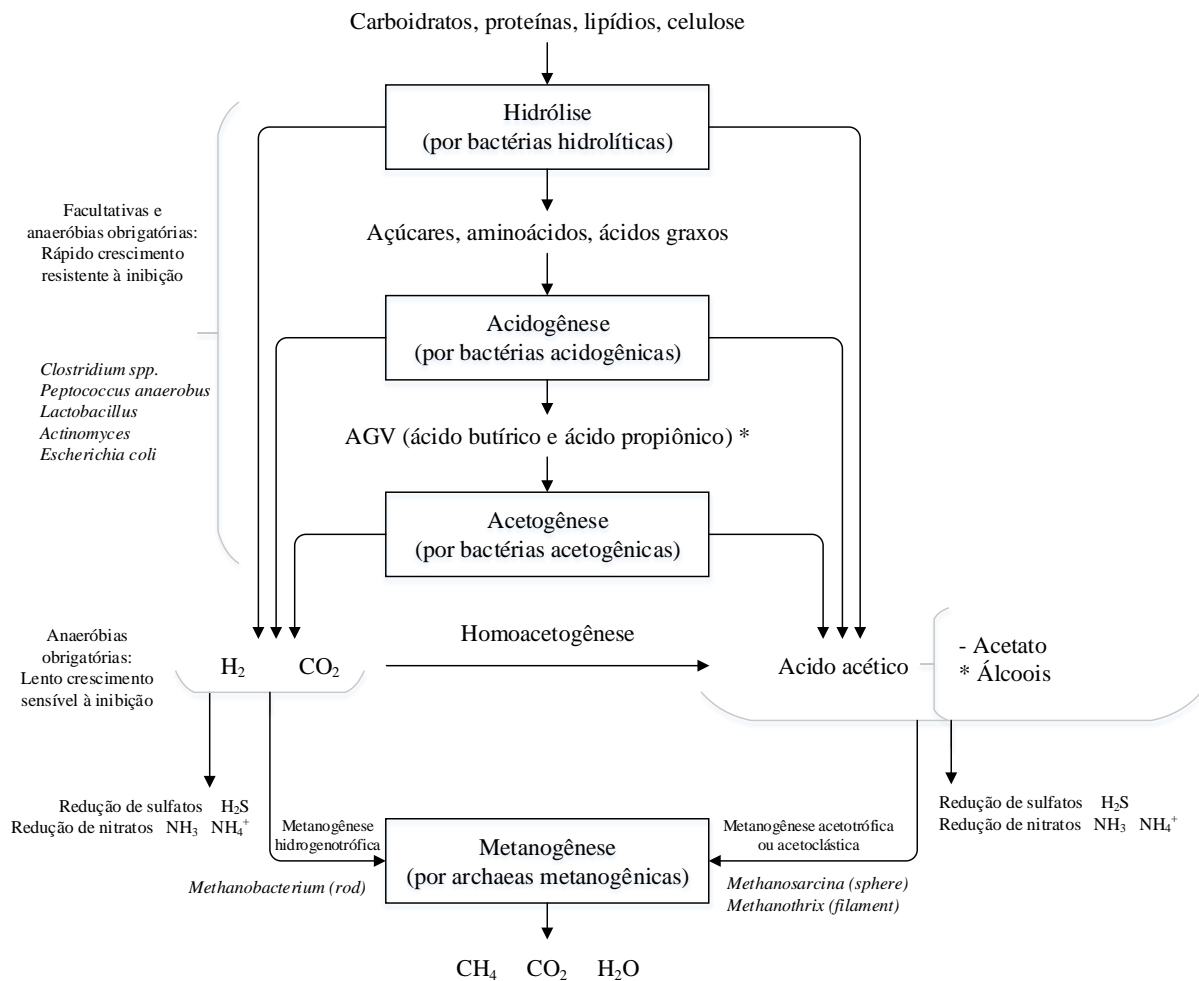 Carboidratos, proteínas, lipídios, celulose
Hidrólise
(por bactérias hidrolíticas)
Facultativas e
anaeróbias obrigatórias:
Rápido crescimento
resistente à inibição
Açúcares, aminoácidos, ácidos graxos
Acidogênese
(por bactérias acidogênicas)
Clostridium spp.
Peptococcus anaerobus
Lactobacillus
Actinomyces
Escherichia coli
AGV (ácido butírico e ácido propiônico) *
Acetogênese
(por bactérias acetogênicas)
Anaeróbias
obrigatórias:
Lento crescimento
sensível à inibição
H₂ CO₂
Homoacetogênese
Acido acético
- Acetato
* Álcoois
Redução de sulfatos H₂S
Redução de nitratos NH₃ NH₄⁺
Metanogênese
hidrogenotrófica
Methanobacterium (rod)
Metanogênese
(por archaeas metanogênicas)
Metanogênese acetotrófica
ou acetoclástica
Methanosarcina (sphere)
Methanothrix (filament)
Redução de sulfatos H₂S
Redução de nitratos NH₃ NH₄⁺
CH₄ CO₂ H₂O